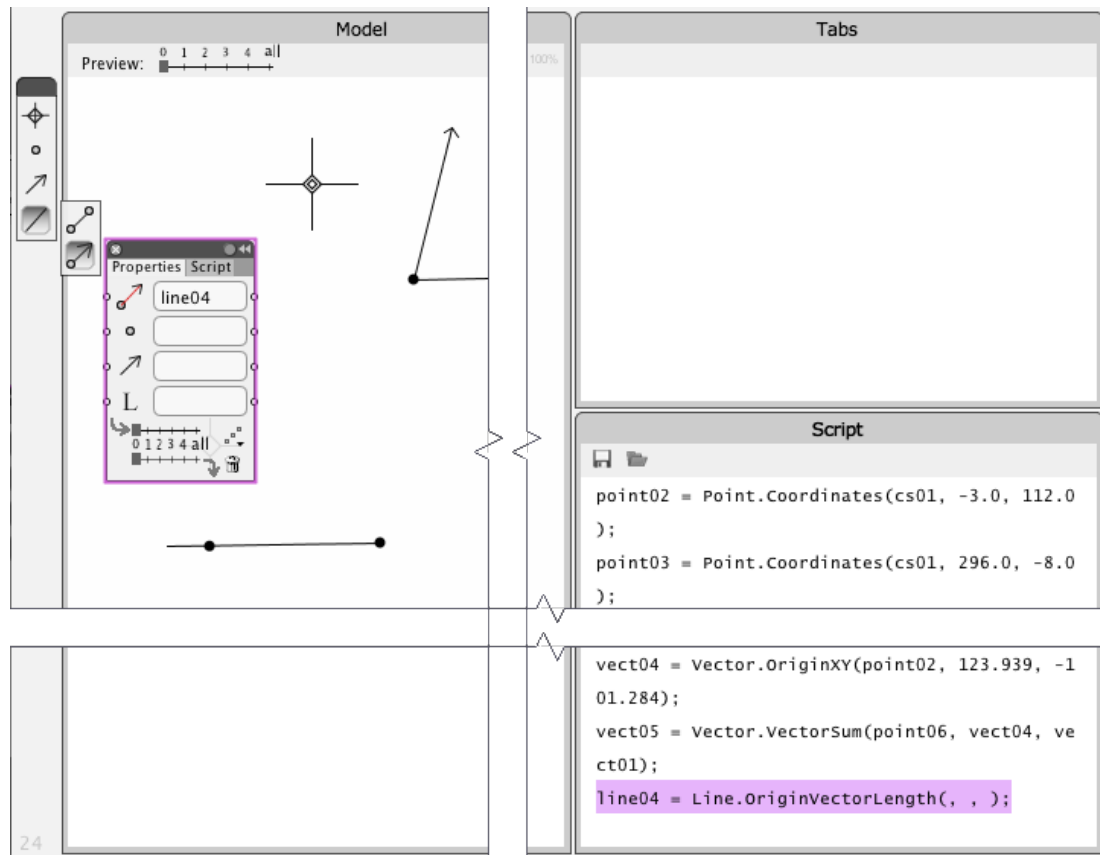 Model
Preview:
0 1 2 3 4 all
100%
Properties Script
line04
L
0 1 2 3 4 all
24
Tabs
Script
point02 = Point.Coordinates(cs01, -3.0, 112.0
);
point03 = Point.Coordinates(cs01, 296.0, -8.0
);
vect04 = Vector.OriginXY(point02, 123.939, -1
01.284);
vect05 = Vector.VectorSum(point06, vect04, ve
ct01);
line04 = Line.OriginVectorLength(, , );